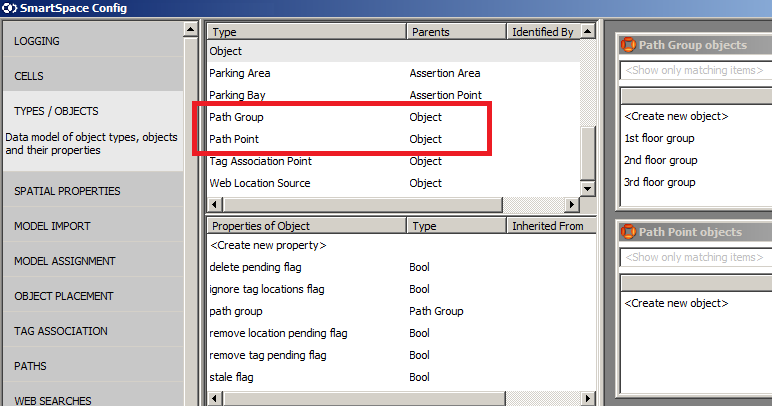 SmartSpace Config
LOGGING
CELLS
TYPES / OBJECTS
Data model of object types, objects
and their properties
SPATIAL PROPERTIES
MODEL IMPORT
MODEL ASSIGNMENT
OBJECT PLACEMENT
TAG ASSOCIATION
PATHS
WEB SEARCHES
Type Parents Identified By
Object
Parking Area Assertion Area
Parking Bay Assertion Point
Path Group Object
Path Point Object
Tag Association Point Object
Web Location Source Object
Properties of Object Type Inherited From
<Create new property>
delete pending flag Bool
ignore tag locations flag Bool
path group Path Group
remove location pending flag Bool
remove tag pending flag Bool
stale flag Bool
Path Group objects
<Show only matching items>
<Create new object>
1st floor group
2nd floor group
3rd floor group
Path Point objects
<Show only matching items>
<Create new object>